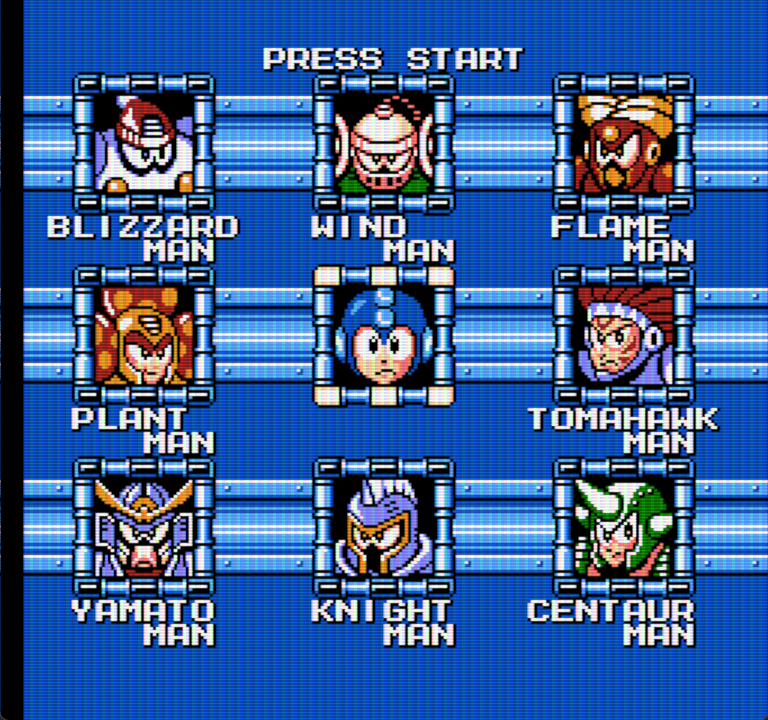 PRESS START
BLIZZARD MAN
WIND MAN
FLAME MAN
PLANT MAN
TOMAHAWK MAN
YAMATO MAN
KNIGHT MAN
CENTAUR MAN